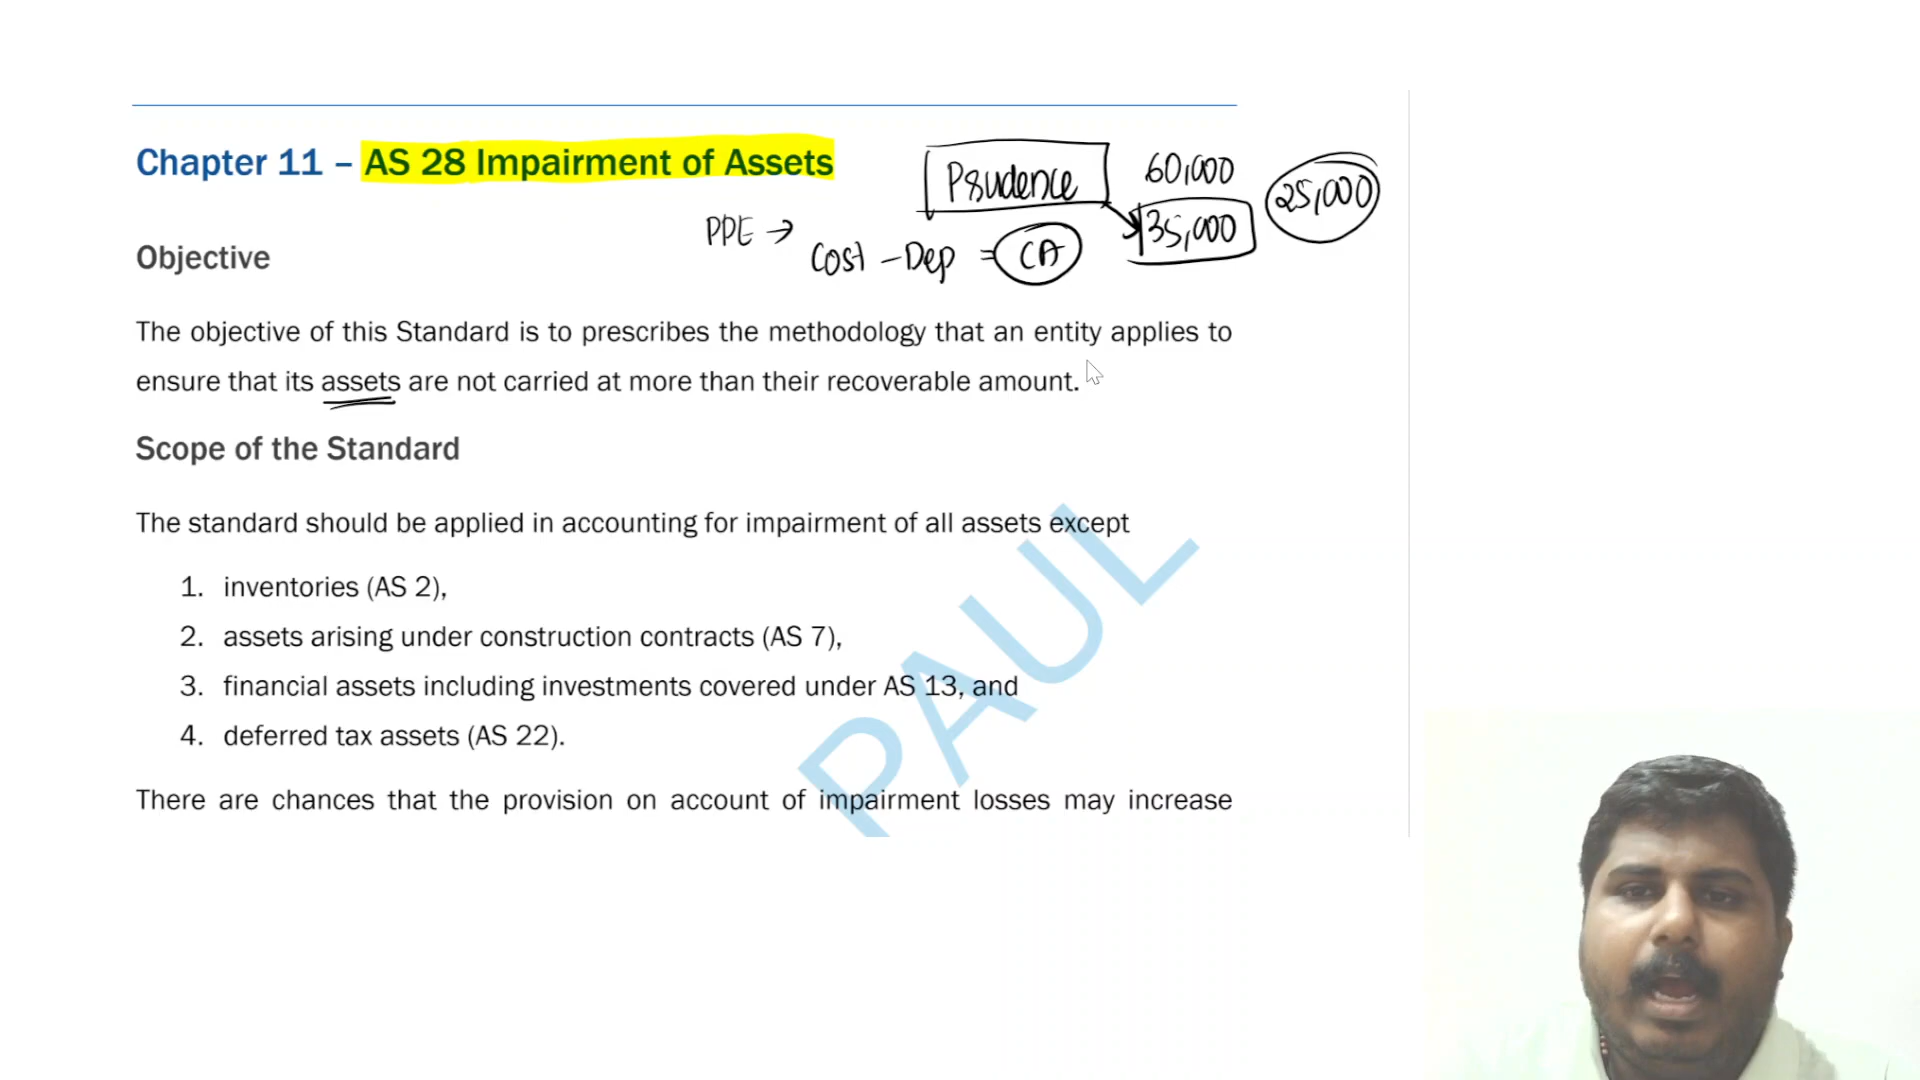 Chapter 11 – AS 28 Impairment of Assets
Prudence
60,000
25,000
PPE →
35,000
Cost - Dep = CA
Objective
The objective of this Standard is to prescribes the methodology that an entity applies to
ensure that its assets are not carried at more than their recoverable amount.
Scope of the Standard
The standard should be applied in accounting for impairment of all assets except
1. inventories (AS 2),
2. assets arising under construction contracts (AS 7),
3. financial assets including investments covered under AS 13, and
4. deferred tax assets (AS 22).
There are chances that the provision on account of impairment losses may increase
PAUL